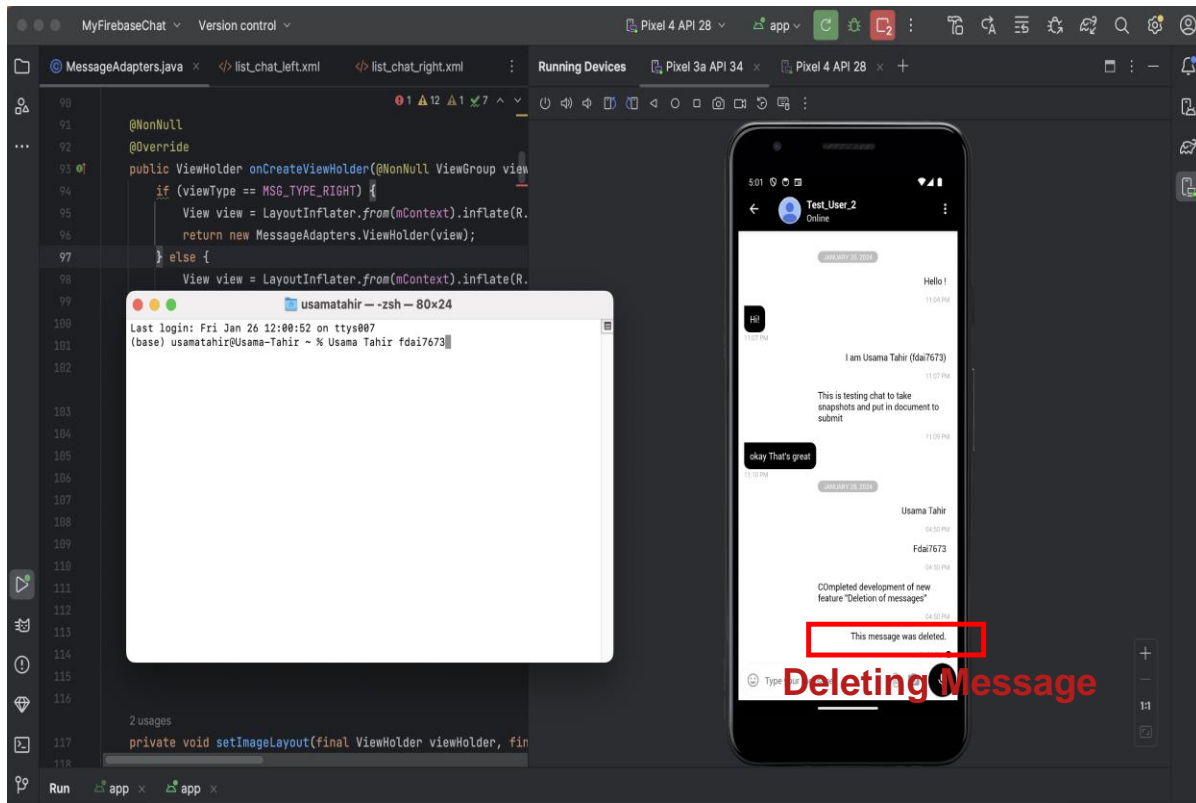 MyFirebaseChat Version control Pixel 4 API 28 app
MessageAdapters.java list_chat_left.xml list_chat_right.xml Running Devices Pixel 3a API 34 Pixel 4 API 28
90 1 12 1 7
91 @NonNull
92 @Override
93 public ViewHolder onCreateViewHolder(@NonNull ViewGroup view
94 if (viewType == MSG_TYPE_RIGHT) {
95 View view = LayoutInflater.from(mContext).inflate(R.
96 return new MessageAdapters.ViewHolder(view);
97 } else {
98 View view = LayoutInflater.from(mContext).inflate(R.
99
100
101
102
103
104
105
106
107
108
109
110
111
112
113
114
115
116
2 usages
117 private void setImageLayout(final ViewHolder viewHolder, fin
118
usamatahir — -zsh — 80×24
Last login: Fri Jan 26 12:00:52 on ttys007
(base) usamatahir@Usama-Tahir ~ % Usama Tahir fdai7673
5:01
Test_User_2
Online
Hello !
11:04 PM
Hi!
11:07 PM
I am Usama Tahir (fdai7673)
11:07 PM
This is testing chat to take
snapshots and put in document to
submit
11:09 PM
okay That's great
11:10 PM
Usama Tahir
04:50 PM
Fdai7673
04:50 PM
COmpleted development of new
feature "Deletion of messages"
04:50 PM
This message was deleted.
Type your
Deleting Message
1:1
Run app app